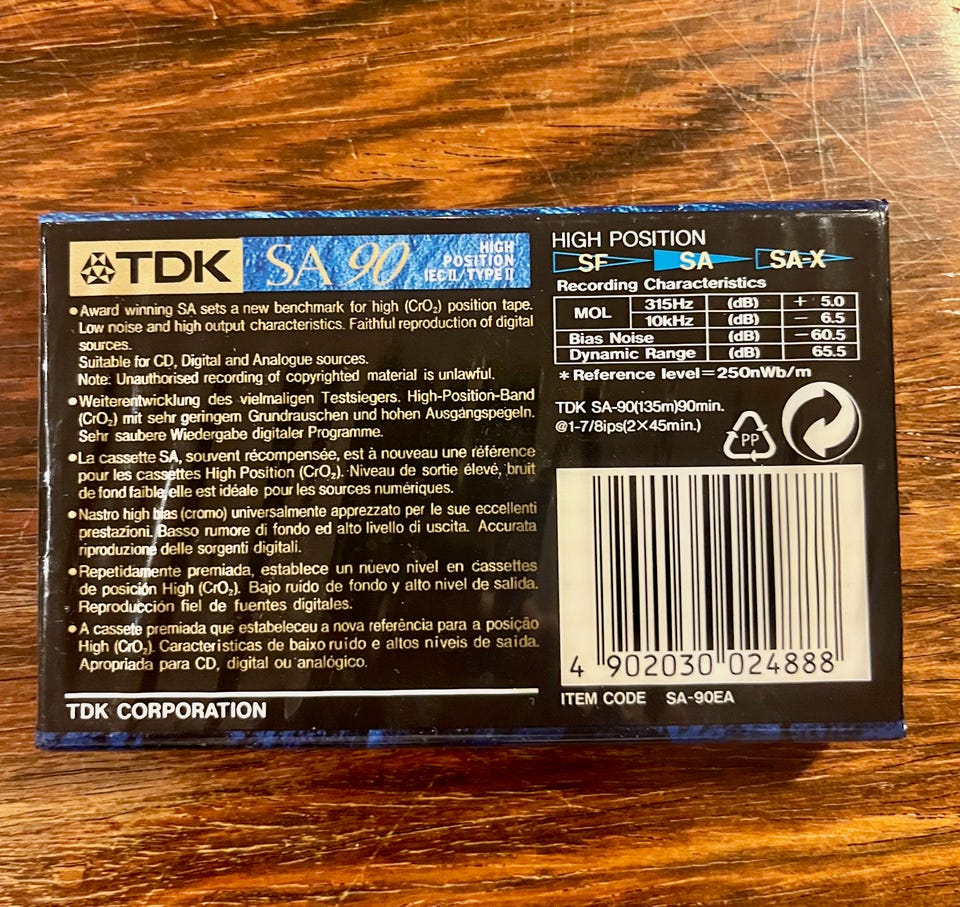 TDK SA 90 HIGH
POSITION
IEC II/TYPE II
•Award winning SA sets a new benchmark for high (CrO₂) position tape.
Low noise and high output characteristics. Faithful reproduction of digital
sources.
Suitable for CD, Digital and Analogue sources.
Note: Unauthorised recording of copyrighted material is unlawful.
•Weiterentwicklung des vielmaligen Testsiegers. High-Position-Band
(CrO₂) mit sehr geringem Grundrauschen und hohen Ausgangspegeln.
Sehr saubere Wiedergabe digitaler Programme.
•La cassette SA, souvent récompensée, est à nouveau une référence
pour les cassettes High Position (CrO₂). Niveau de sortie élevé, bruit
de fond faible elle est idéale pour les sources numériques.
•Nastro high bias (cromo) universalmente apprezzato per le sue eccellenti
prestazioni. Basso rumore di fondo ed alto livello di uscita. Accurata
riproduzione delle sorgenti digitali.
•Repetidamente premiada, establece un nuevo nivel en cassettes
de posición High (CrO₂). Bajo ruído de fondo y alto nivel de salida.
Reproducción fiel de fuentes digitales.
•A cassete premiada que estabeleceu a nova referência para a posição
High (CrO₂). Características de baixo ruido e altos niveis de saida.
Apropriada para CD, digital ou analógico.
TDK CORPORATION
HIGH POSITION
SF SA SA-X
Recording Characteristics
MOL 315Hz (dB) + 5.0
10kHz (dB) − 6.5
Bias Noise (dB) −60.5
Dynamic Range (dB) 65.5
* Reference level=250nWb/m
TDK SA-90(135m)90min.
@1-7/8ips(2×45min.)
PP
4 902030 024888
ITEM CODE SA-90EA